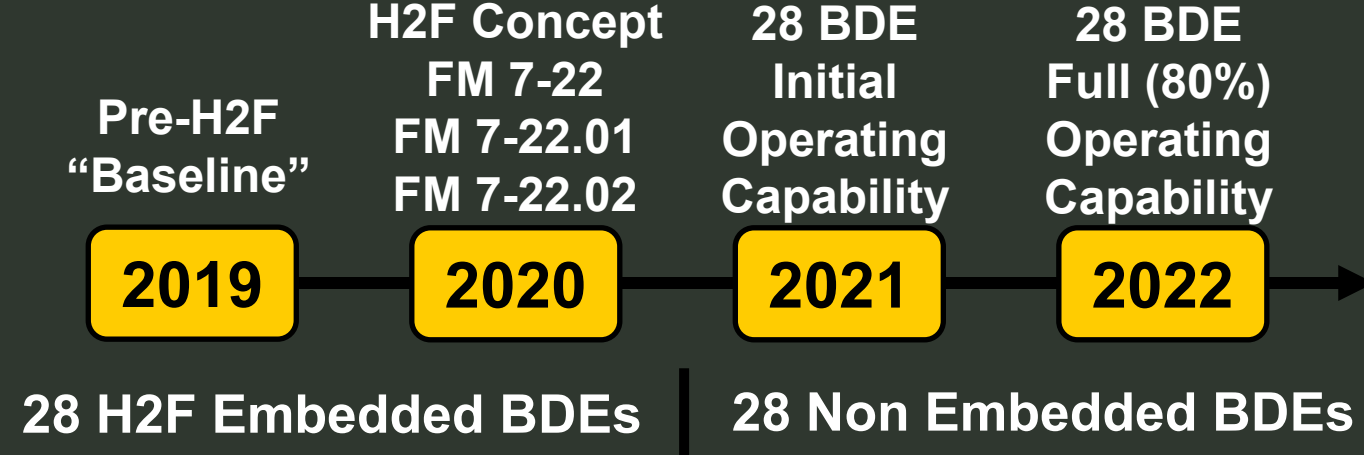 Pre-H2F
“Baseline”
H2F Concept
FM 7-22
FM 7-22.01
FM 7-22.02
28 BDE
Initial
Operating
Capability
28 BDE
Full (80%)
Operating
Capability
2019
2020
2021
2022
28 H2F Embedded BDEs
28 Non Embedded BDEs